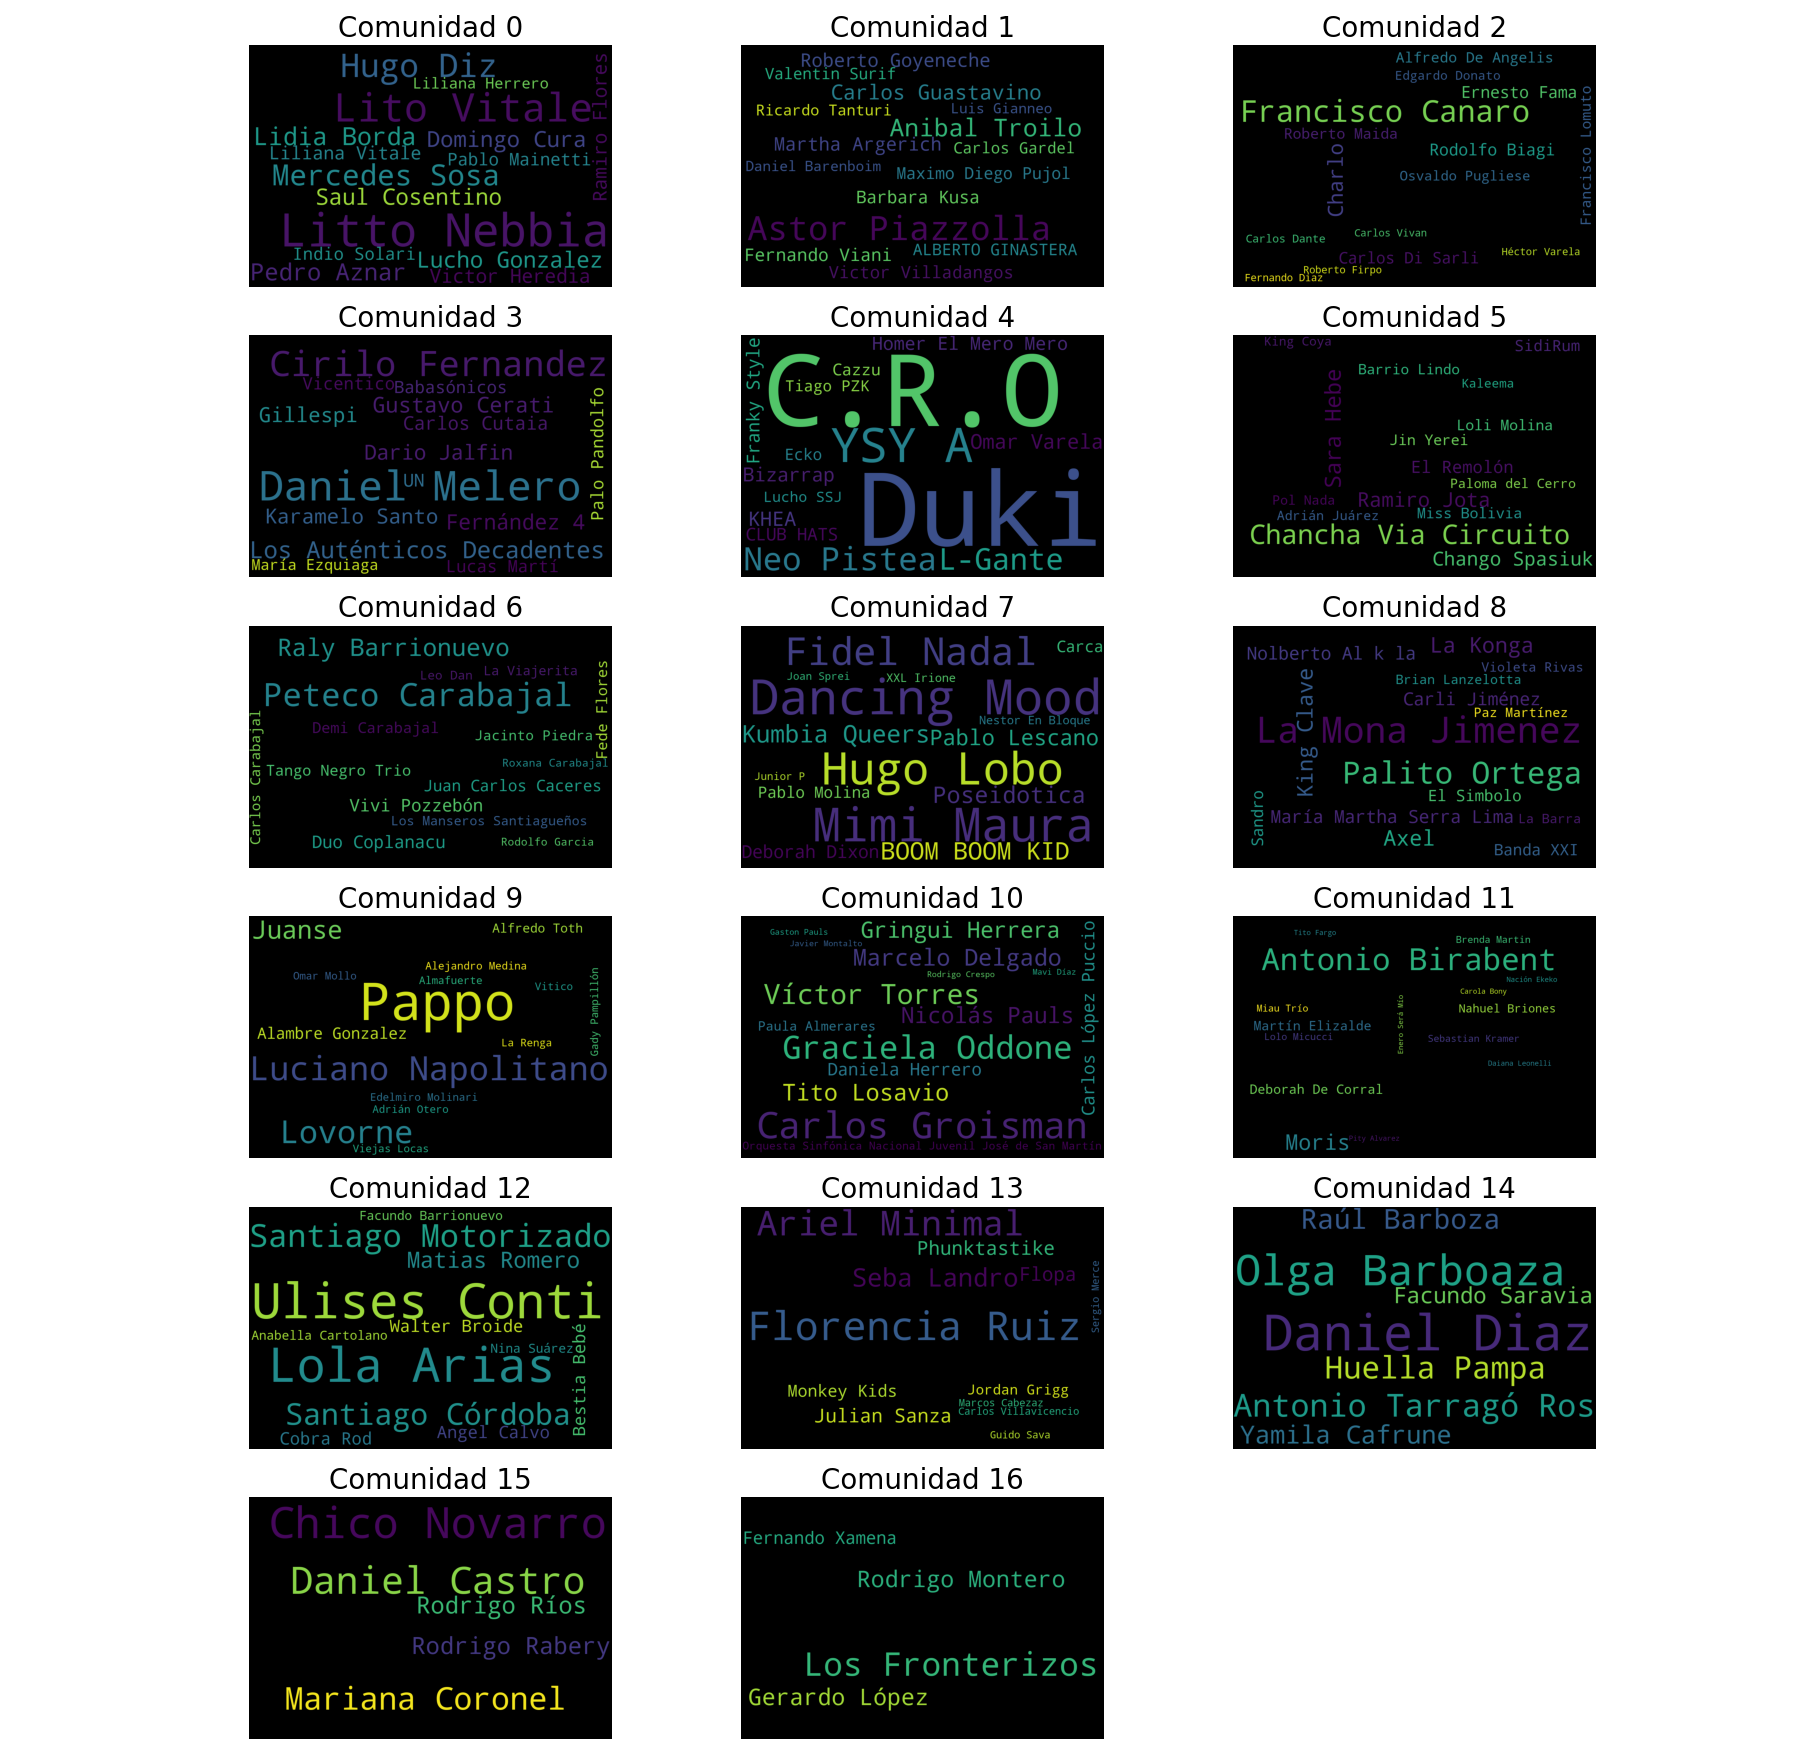 Comunidad 0
Hugo Diz
Liliana Herrero
Lito Vitale
Ramiro Flores
Lidia Borda
Domingo Cura
Liliana Vitale
Pablo Mainetti
Mercedes Sosa
Saul Cosentino
Litto Nebbia
Indio Solari
Lucho Gonzalez
Pedro Aznar
Victor Heredia
Comunidad 1
Roberto Goyeneche
Valentin Surif
Carlos Guastavino
Ricardo Tanturi
Luis Gianneo
Anibal Troilo
Martha Argerich
Carlos Gardel
Daniel Barenboim
Maximo Diego Pujol
Barbara Kusa
Astor Piazzolla
Fernando Viani
ALBERTO GINASTERA
Victor Villadangos
Comunidad 2
Alfredo De Angelis
Edgardo Donato
Ernesto Fama
Francisco Canaro
Francisco Lomuto
Roberto Maida
Charlo
Rodolfo Biagi
Osvaldo Pugliese
Carlos Dante
Carlos Vivan
Carlos Di Sarli
Héctor Varela
Roberto Firpo
Fernando Diaz
Comunidad 3
Cirilo Fernandez
Vicentico
Babasónicos
Gillespi
Gustavo Cerati
Carlos Cutaia
Palo Pandolfo
Dario Jalfin
Daniel Melero
UN
Karamelo Santo
Fernández 4
Los Auténticos Decadentes
María Ezquiaga
Lucas Martí
Comunidad 4
Franky Style
Homer El Mero Mero
C.R.O
Cazzu
Tiago PZK
YSY A
Omar Varela
Ecko
Bizarrap
Duki
Lucho SSJ
KHEA
CLUB HATS
Neo Pistea
L-Gante
Comunidad 5
King Coya
SidiRum
Barrio Lindo
Kaleema
Sara Hebe
Loli Molina
Jin Yerei
El Remolón
Paloma del Cerro
Pol Nada
Ramiro Jota
Adrián Juárez
Miss Bolivia
Chancha Via Circuito
Chango Spasiuk
Comunidad 6
Raly Barrionuevo
Leo Dan
La Viajerita
Fede Flores
Peteco Carabajal
Carlos Carabajal
Demi Carabajal
Jacinto Piedra
Tango Negro Trio
Roxana Carabajal
Juan Carlos Caceres
Vivi Pozzebón
Los Manseros Santiagueños
Duo Coplanacu
Rodolfo Garcia
Comunidad 7
Fidel Nadal
Carca
Joan Sprei
XXL Irione
Dancing Mood
Nestor En Bloque
Kumbia Queers
Pablo Lescano
Hugo Lobo
Junior P
Pablo Molina
Poseidotica
Mimi Maura
Deborah Dixon
BOOM BOOM KID
Comunidad 8
Nolberto Al k la
La Konga
Violeta Rivas
Brian Lanzelotta
King Clave
Carli Jiménez
Paz Martínez
La Mona Jimenez
Palito Ortega
Sandro
El Simbolo
María Martha Serra Lima
La Barra
Axel
Banda XXI
Comunidad 9
Juanse
Alfredo Toth
Alejandro Medina
Omar Mollo
Almafuerte
Vitico
Gady Pampillón
Pappo
Alambre Gonzalez
La Renga
Luciano Napolitano
Edelmiro Molinari
Adrián Otero
Lovorne
Viejas Locas
Comunidad 10
Gaston Pauls
Gringui Herrera
Javier Montalto
Carlos López Puccio
Marcelo Delgado
Rodrigo Crespo
Mavi Díaz
Víctor Torres
Nicolás Pauls
Paula Almerares
Graciela Oddone
Daniela Herrero
Tito Losavio
Carlos Groisman
Orquesta Sinfónica Nacional Juvenil José de San Martín
Comunidad 11
Tito Fargo
Brenda Martin
Antonio Birabent
Nación Ekeko
Carola Bony
Miau Trío
Enero Será Mío
Nahuel Briones
Martín Elizalde
Lolo Micucci
Sebastian Kramer
Daiana Leonelli
Deborah De Corral
Moris
Pity Alvarez
Comunidad 12
Facundo Barrionuevo
Santiago Motorizado
Matias Romero
Ulises Conti
Walter Broide
Anabella Cartolano
Nina Suárez
Bestia Bebé
Lola Arias
Santiago Córdoba
Cobra Rod
Angel Calvo
Comunidad 13
Ariel Minimal
Phunktastike
Seba Landro
Flopa
Sergio Merce
Florencia Ruiz
Monkey Kids
Jordan Grigg
Marcos Cabezaz
Julian Sanza
Carlos Villavicencio
Guido Sava
Comunidad 14
Raúl Barboza
Olga Barboaza
Facundo Saravia
Daniel Diaz
Huella Pampa
Antonio Tarragó Ros
Yamila Cafrune
Comunidad 15
Chico Novarro
Daniel Castro
Rodrigo Ríos
Rodrigo Rabery
Mariana Coronel
Comunidad 16
Fernando Xamena
Rodrigo Montero
Los Fronterizos
Gerardo López